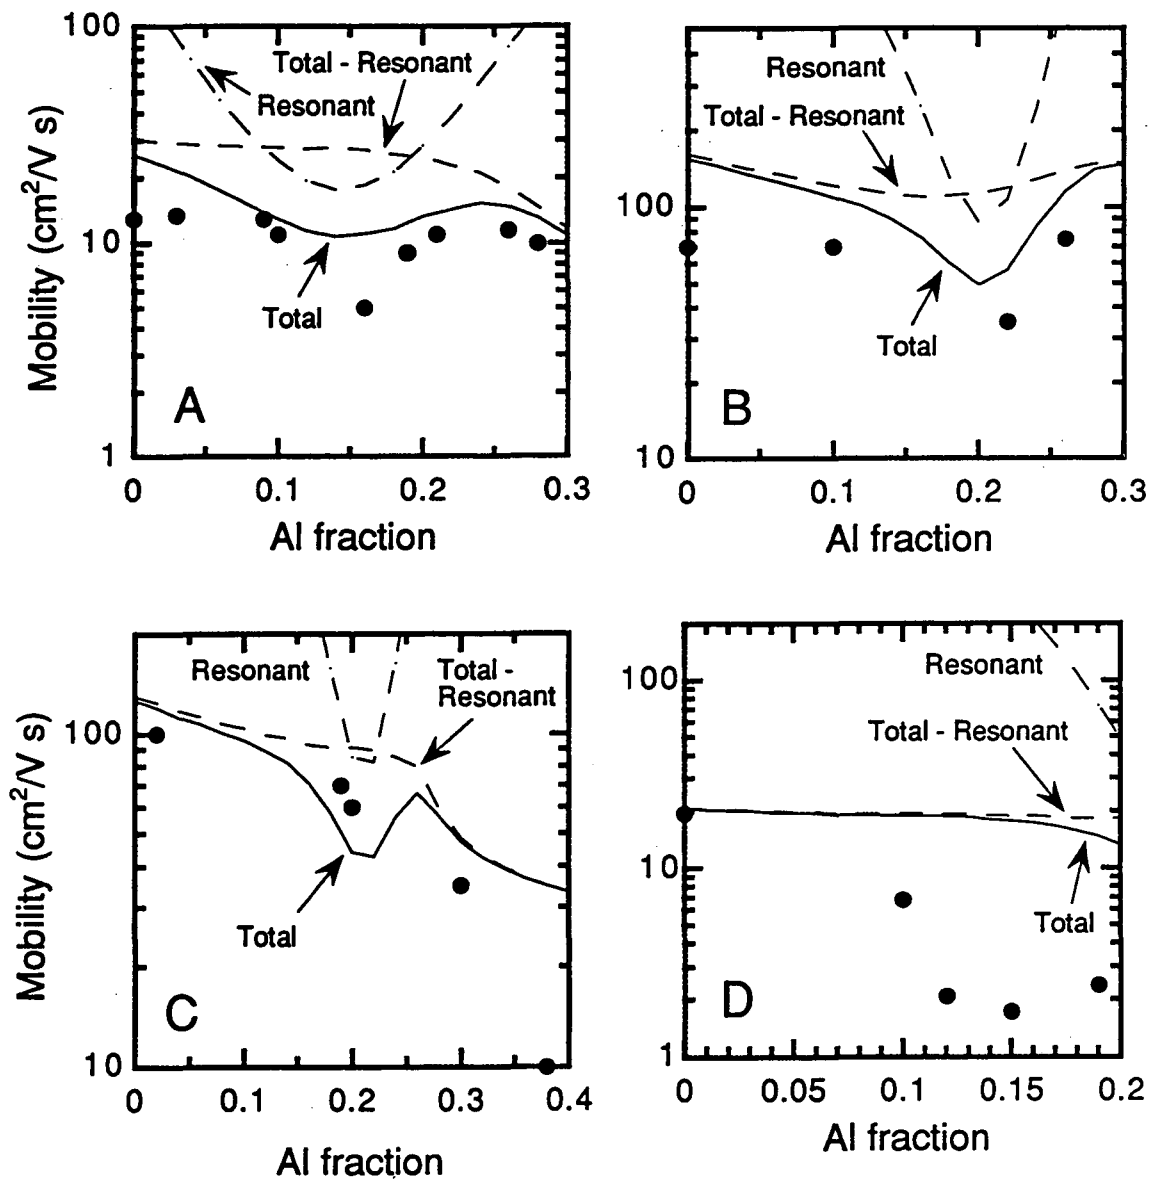 100
10
1
Mobility (cm²/V s)
Total - Resonant
Resonant
Total
A
0 0.1 0.2 0.3
Al fraction
100
10
Resonant
Total - Resonant
Total
B
0 0.1 0.2 0.3
Al fraction
100
10
Mobility (cm²/V s)
Resonant
Total -
Resonant
Total
C
0 0.1 0.2 0.3 0.4
Al fraction
100
10
1
Resonant
Total - Resonant
Total
D
0 0.05 0.1 0.15 0.2
Al fraction